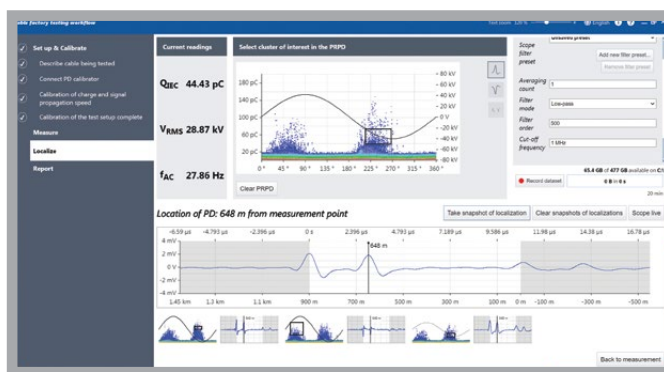 able factory testing workflow
English
Set up & Calibrate
Describe cable being tested
Connect PD calibrator
Calibration of charge and signal
propagation speed
Calibration of the test setup complete
Measure
Localize
Report
Current readings
QIEC 44.43 pC
VRMS 28.87 kV
fAC 27.86 Hz
Select cluster of interest in the PRPD
180 pC
140 pC
100 pC
60 pC
20 pC
80 kV
60 kV
40 kV
20 kV
0 V
-20 kV
-40 kV
-60 kV
-80 kV
0 45° 90° 135° 180° 225° 270° 315° 360°
Clear PRPD
Scope
filter
preset
Add new filter preset...
Remove filter preset
Averaging
count
1
Filter
mode
Low-pass
Filter
order
500
Cut-off
frequency
1 MHz
Record dataset
0 B in 0 s
20 min
Location of PD: 648 m from measurement point
Take snapshot of localization
Clear snapshots of localizations
Scope live
-6.59 µs -4.793 µs -2.396 µs 0 s 2.396 µs 4.793 µs 7.189 µs 9.586 µs 11.98 µs 14.38 µs 16.78 µs
4 mV
2 mV
0 V
-2 mV
-4 mV
648 m
1.45 km 1.3 km 1.1 km 900 m 700 m 500 m 300 m 100 m 0 m -100 m -300 m -500 m
Back to measurement